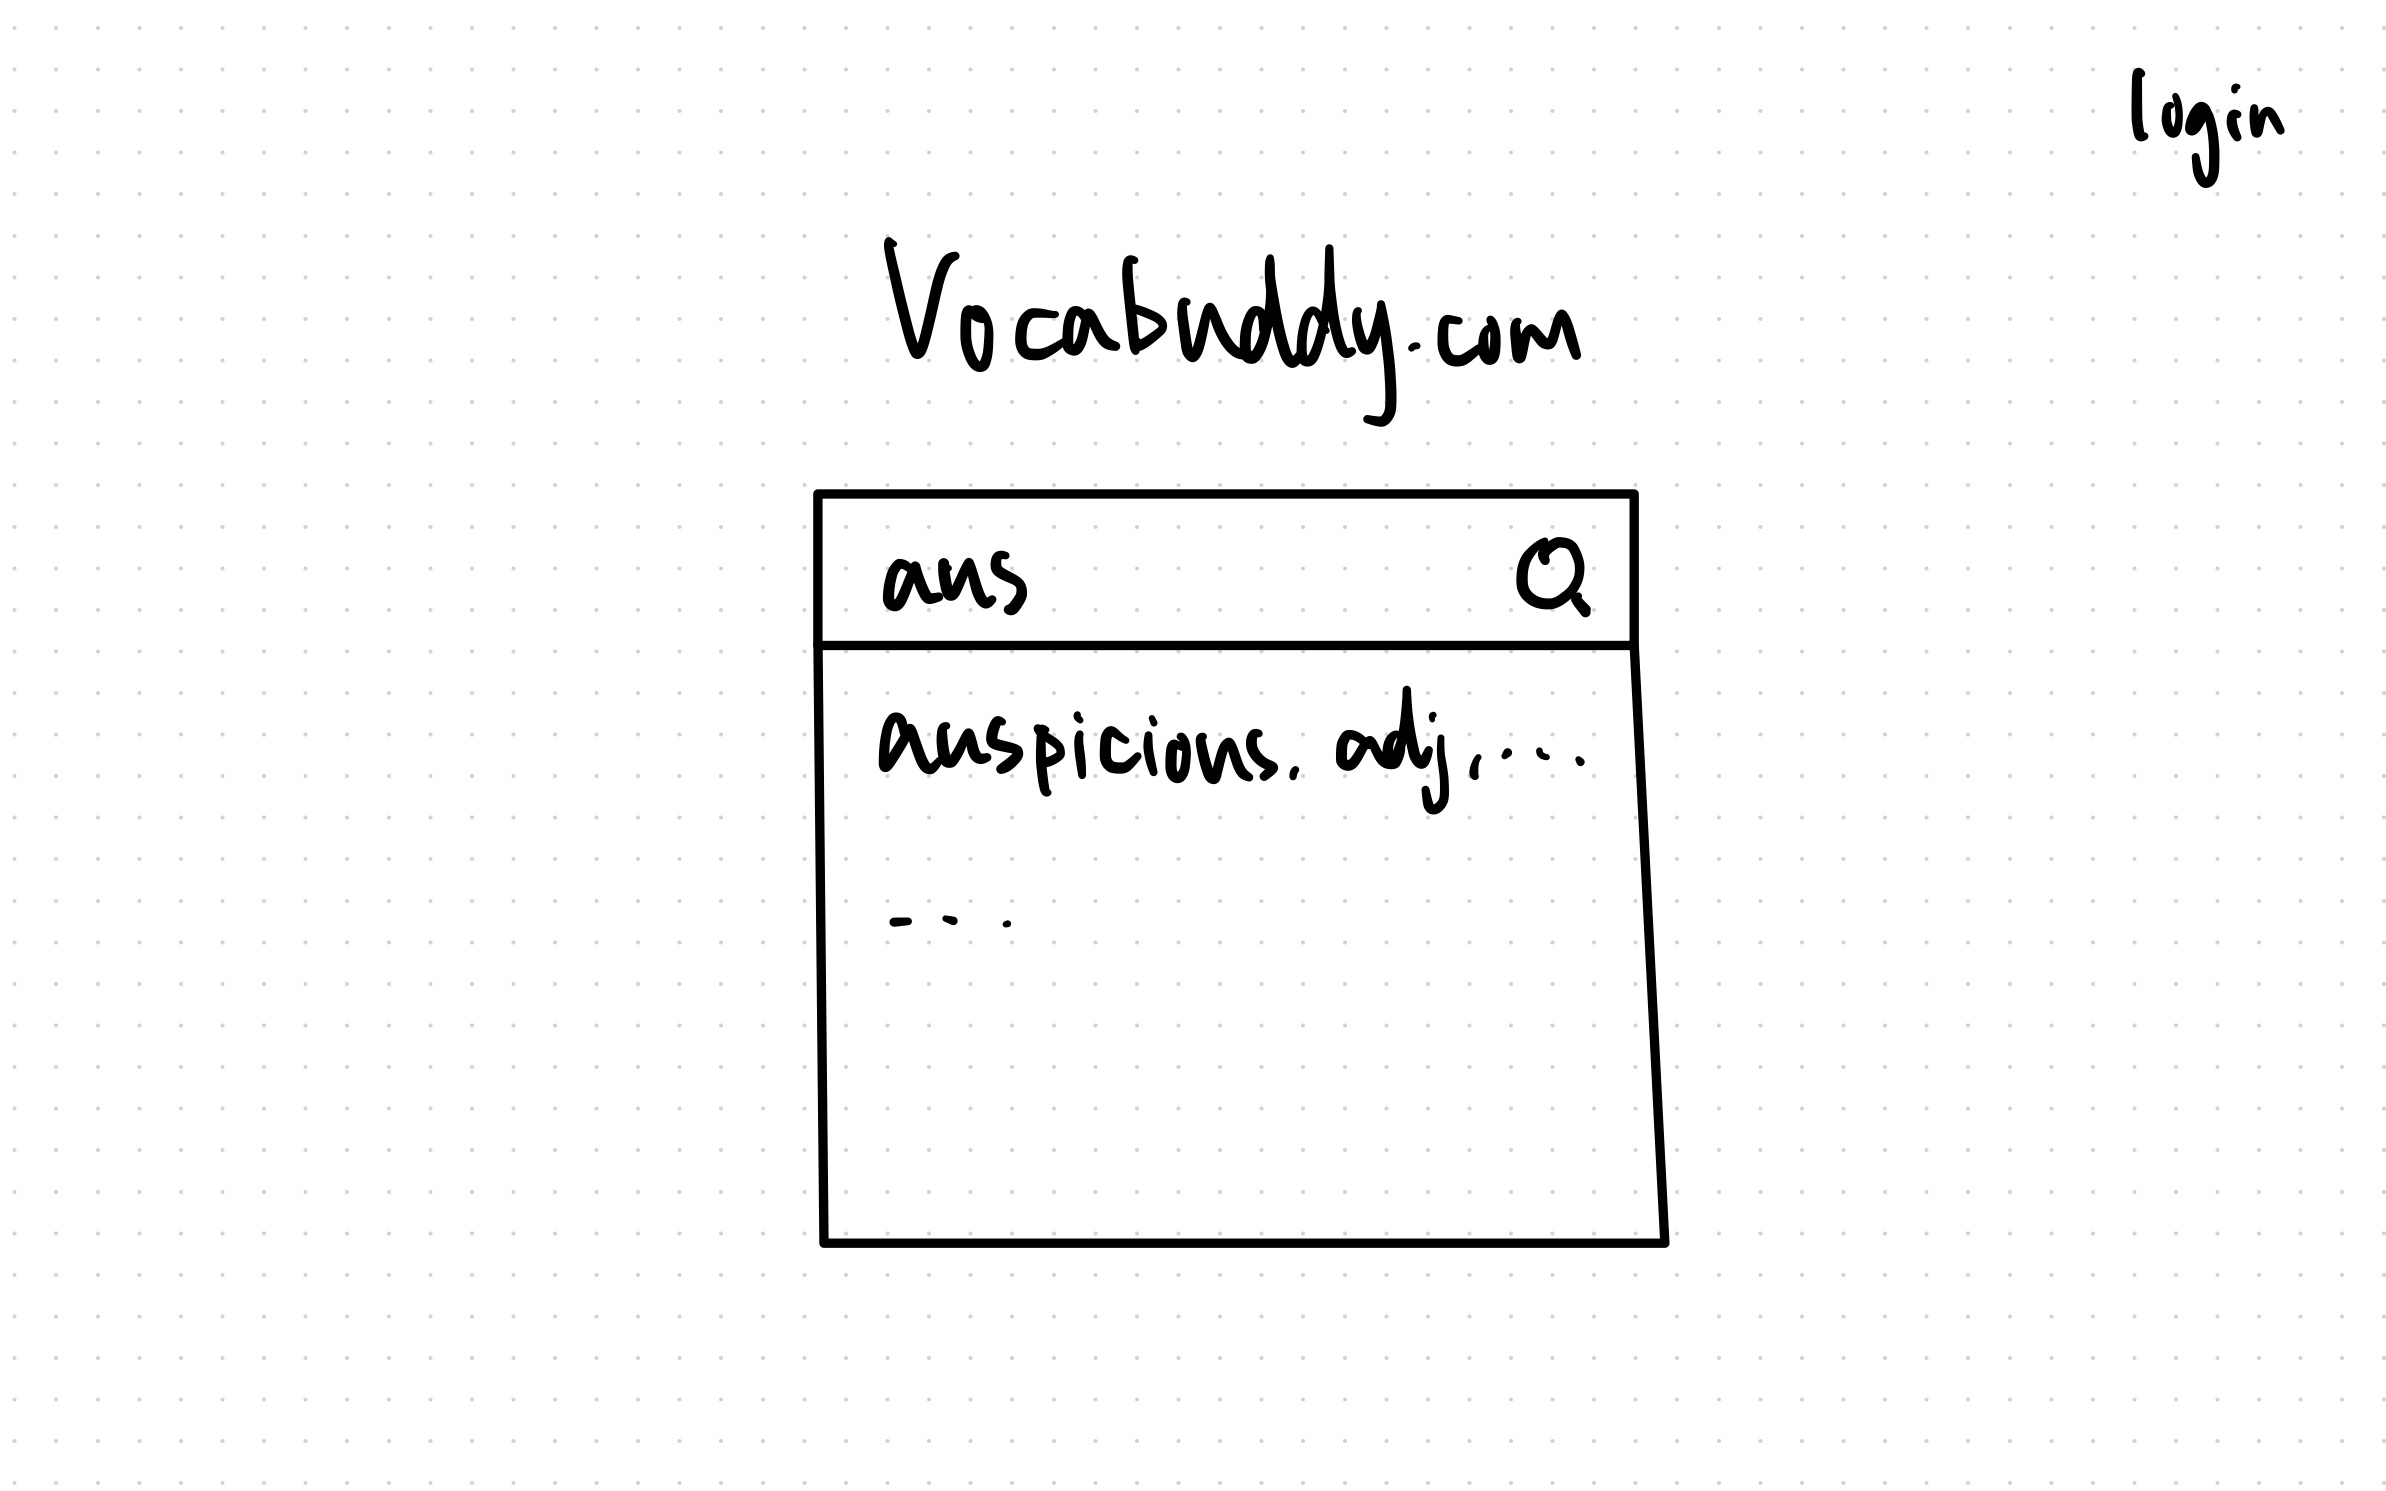 login
Vocabuddy.com
aus
auspicious, adj, ...
- - .